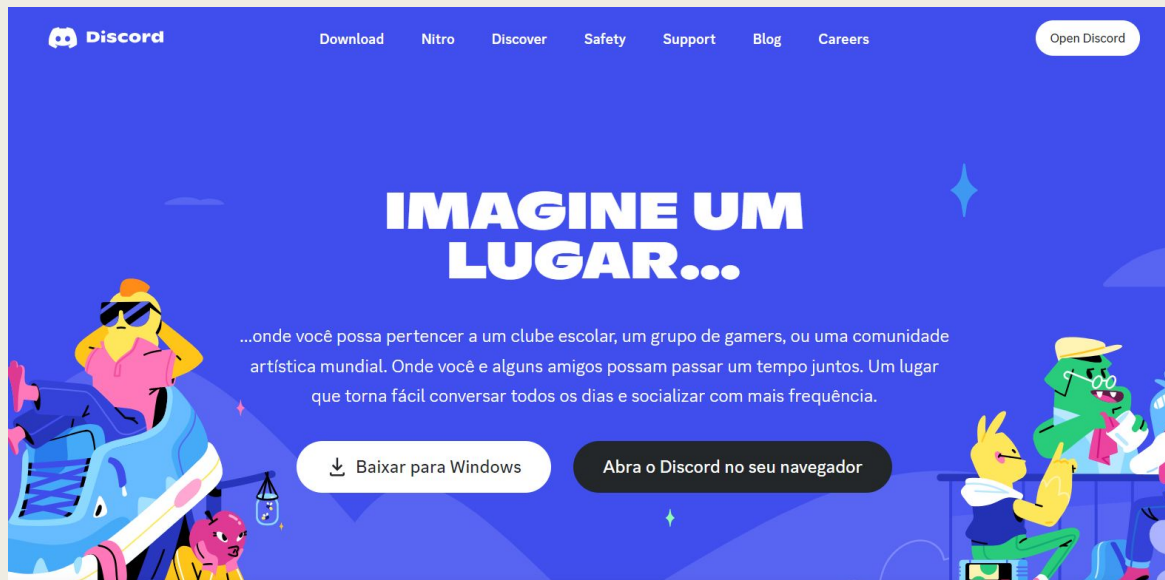 Discord
Download Nitro Discover Safety Support Blog Careers
Open Discord
IMAGINE UM
LUGAR...
...onde você possa pertencer a um clube escolar, um grupo de gamers, ou uma comunidade
artística mundial. Onde você e alguns amigos possam passar um tempo juntos. Um lugar
que torna fácil conversar todos os dias e socializar com mais frequência.
Baixar para Windows
Abra o Discord no seu navegador